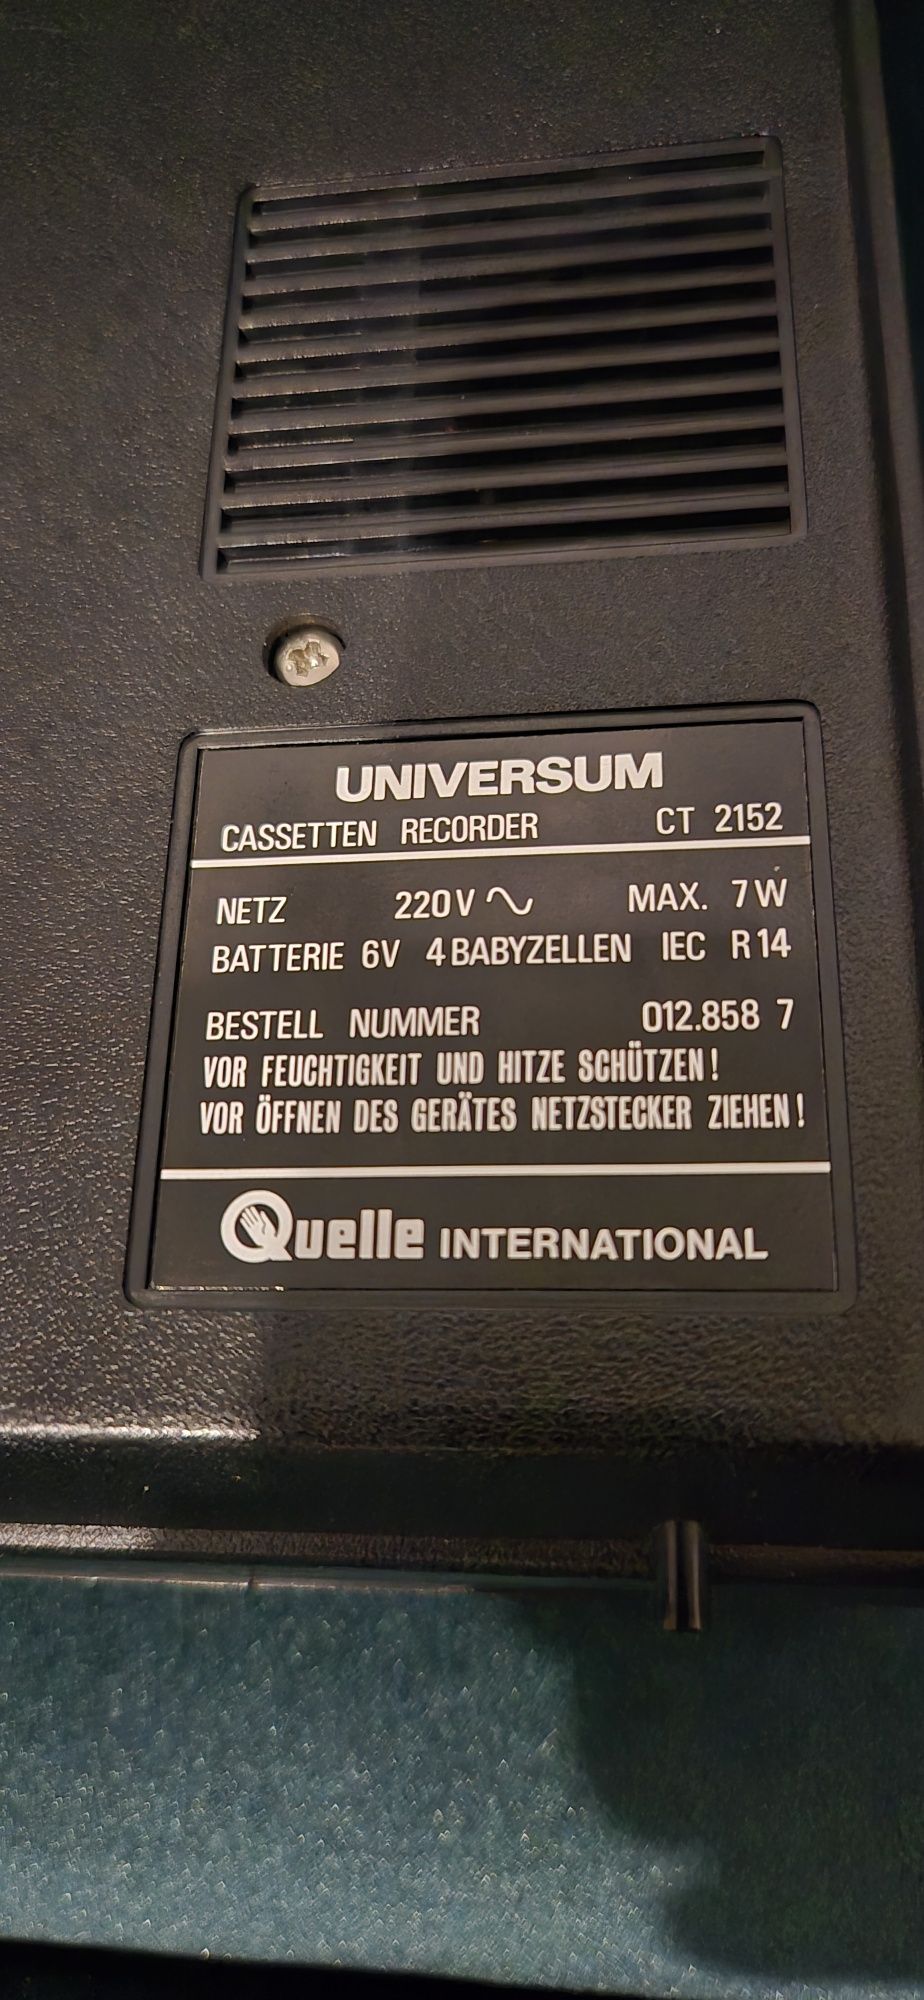 UNIVERSUM
CASSETTEN RECORDER CT 2152
NETZ 220V ∿ MAX. 7W
BATTERIE 6V 4 BABYZELLEN IEC R14
BESTELL NUMMER 012.858 7
VOR FEUCHTIGKEIT UND HITZE SCHÜTZEN!
VOR ÖFFNEN DES GERÄTES NETZSTECKER ZIEHEN!
Quelle INTERNATIONAL